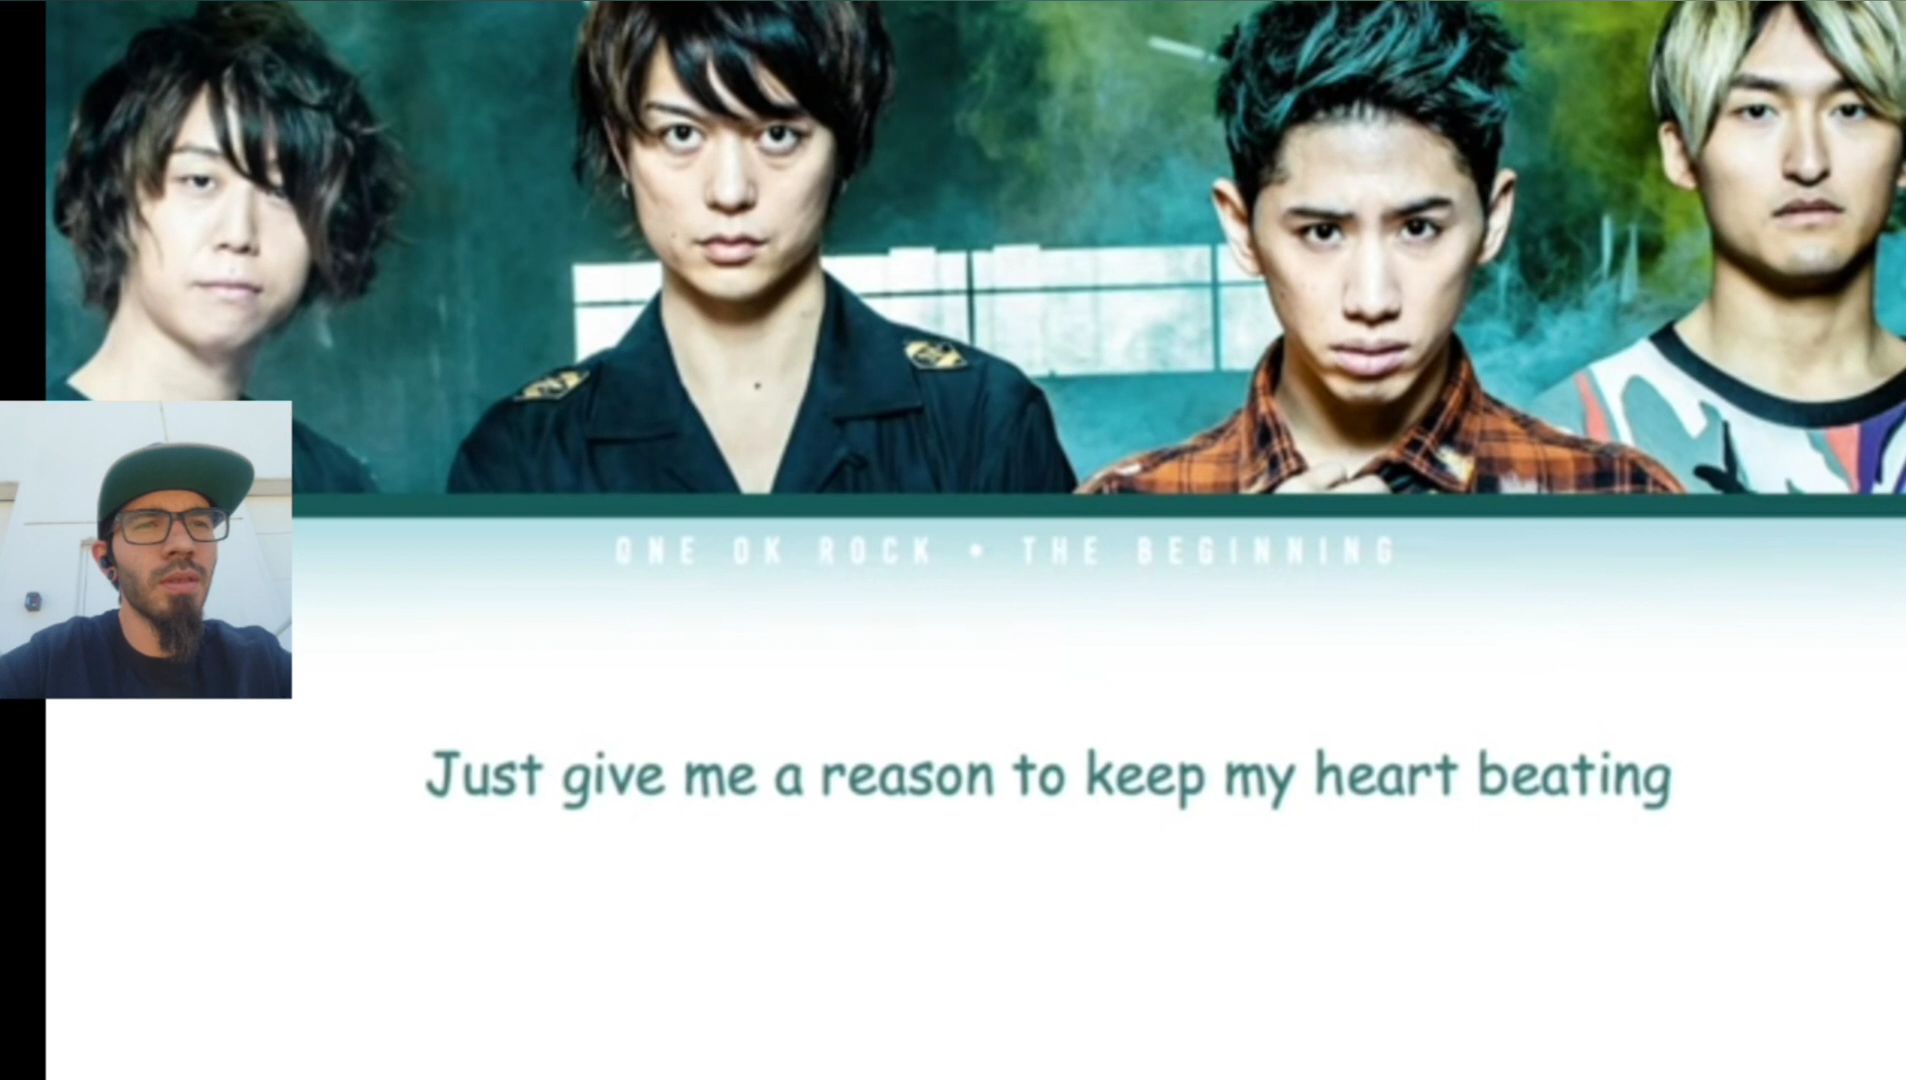 ONE OK ROCK • THE BEGINNING
Just give me a reason to keep my heart beating